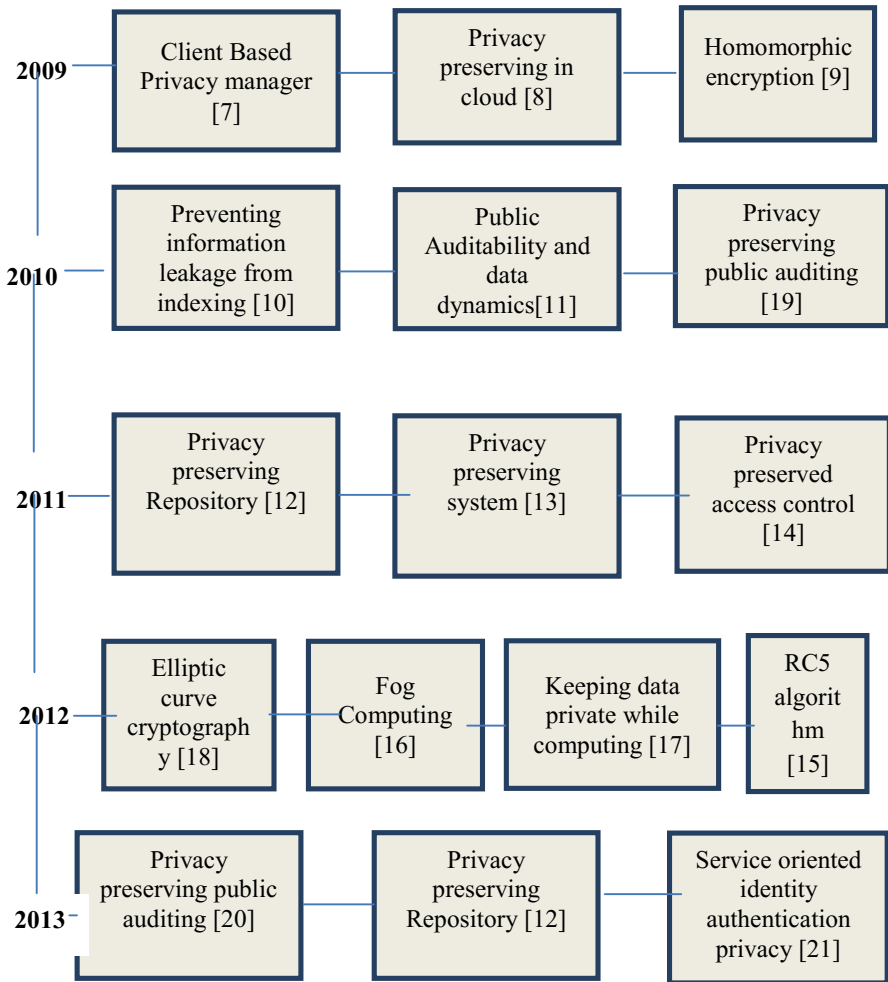 2009
Client Based
Privacy manager
[7]
Privacy
preserving in
cloud [8]
Homomorphic
encryption [9]
2010
Preventing
information
leakage from
indexing [10]
Public
Auditability and
data
dynamics[11]
Privacy
preserving
public auditing
[19]
2011
Privacy
preserving
Repository [12]
Privacy
preserving
system [13]
Privacy
preserved
access control
[14]
2012
Elliptic
curve
cryptograph
y [18]
Fog
Computing
[16]
Keeping data
private while
computing [17]
RC5
algorit
hm
[15]
2013
Privacy
preserving public
auditing [20]
Privacy
preserving
Repository [12]
Service oriented
identity
authentication
privacy [21]